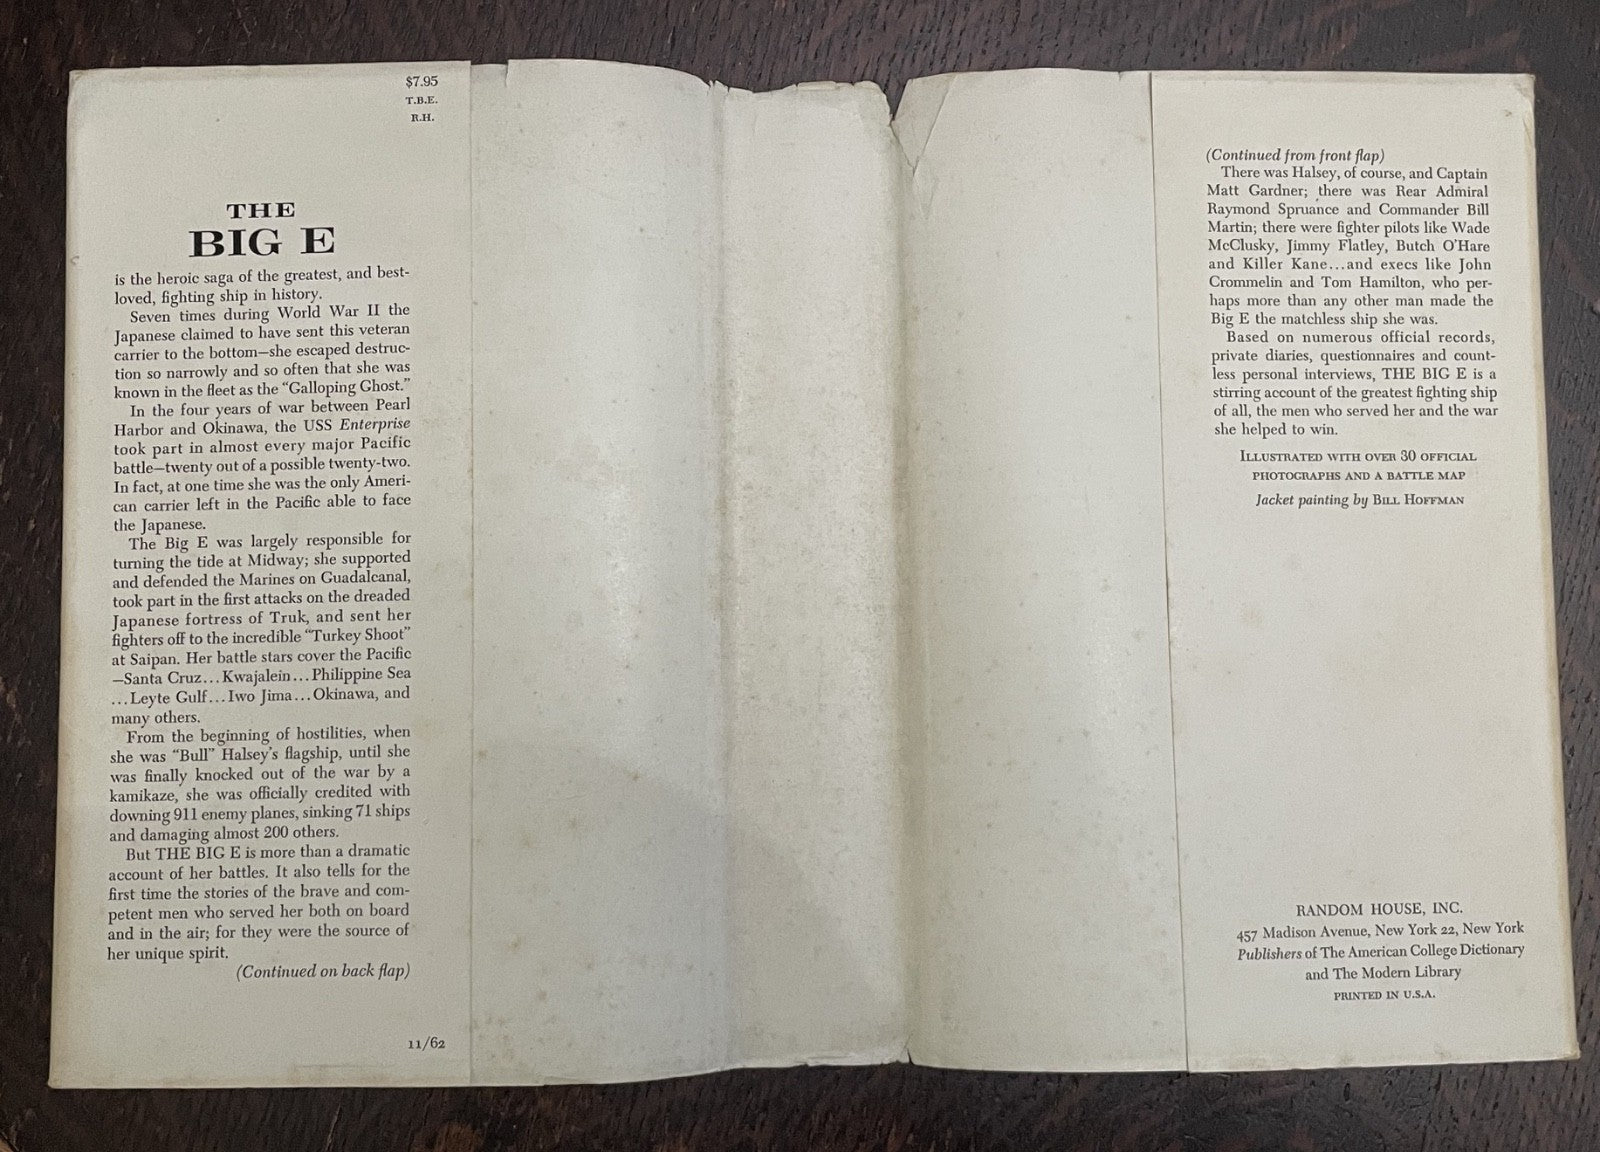 $7.95
T.B.E.
R.H.
THE
BIG E
is the heroic saga of the greatest, and best-
loved, fighting ship in history.
Seven times during World War II the
Japanese claimed to have sent this veteran
carrier to the bottom—she escaped destruc-
tion so narrowly and so often that she was
known in the fleet as the “Galloping Ghost.”
In the four years of war between Pearl
Harbor and Okinawa, the USS Enterprise
took part in almost every major Pacific
battle—twenty out of a possible twenty-two.
In fact, at one time she was the only Ameri-
can carrier left in the Pacific able to face
the Japanese.
The Big E was largely responsible for
turning the tide at Midway; she supported
and defended the Marines on Guadalcanal,
took part in the first attacks on the dreaded
Japanese fortress of Truk, and sent her
fighters off to the incredible “Turkey Shoot”
at Saipan. Her battle stars cover the Pacific
—Santa Cruz...Kwajalein...Philippine Sea
...Leyte Gulf...Iwo Jima...Okinawa, and
many others.
From the beginning of hostilities, when
she was “Bull” Halsey’s flagship, until she
was finally knocked out of the war by a
kamikaze, she was officially credited with
downing 911 enemy planes, sinking 71 ships
and damaging almost 200 others.
But THE BIG E is more than a dramatic
account of her battles. It also tells for the
first time the stories of the brave and com-
petent men who served her both on board
and in the air; for they were the source of
her unique spirit.
(Continued on back flap)
11/62
(Continued from front flap)
There was Halsey, of course, and Captain
Matt Gardner; there was Rear Admiral
Raymond Spruance and Commander Bill
Martin; there were fighter pilots like Wade
McClusky, Jimmy Flatley, Butch O’Hare
and Killer Kane...and execs like John
Crommelin and Tom Hamilton, who per-
haps more than any other man made the
Big E the matchless ship she was.
Based on numerous official records,
private diaries, questionnaires and count-
less personal interviews, THE BIG E is a
stirring account of the greatest fighting ship
of all, the men who served her and the war
she helped to win.
ILLUSTRATED WITH OVER 30 OFFICIAL
PHOTOGRAPHS AND A BATTLE MAP
Jacket painting by BILL HOFFMAN
RANDOM HOUSE, INC.
457 Madison Avenue, New York 22, New York
Publishers of The American College Dictionary
and The Modern Library
PRINTED IN U.S.A.